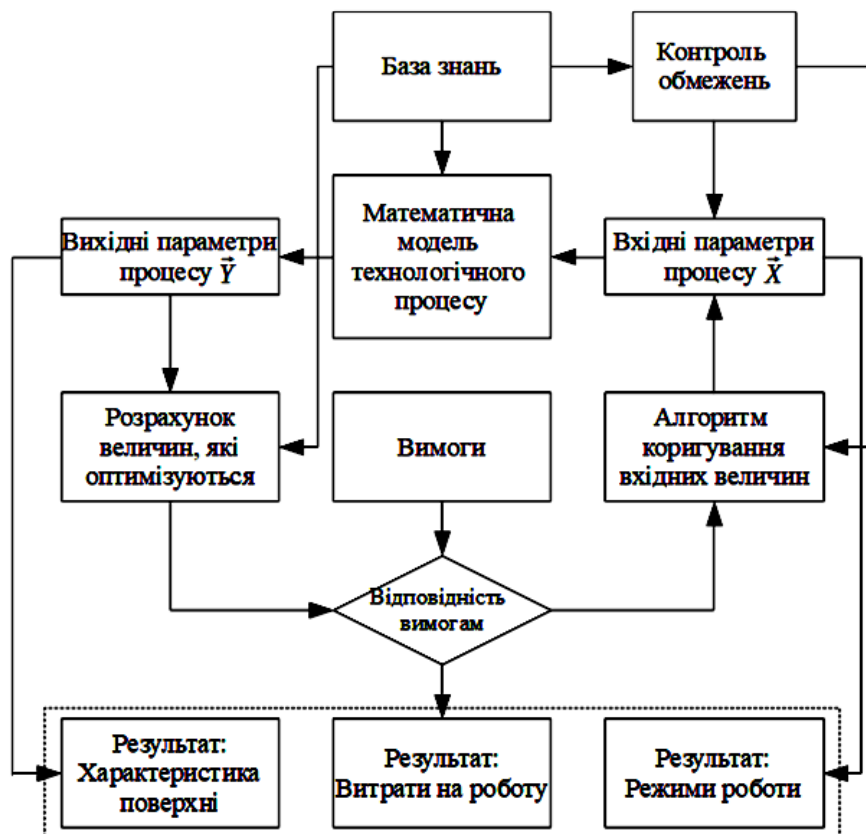 База знань
Контроль
обмежень
Математична
модель
технологічного
процесу
Вихідні параметри
процесу Y⃗
Вхідні параметри
процесу X⃗
Розрахунок
величин, які
оптимізуються
Вимоги
Алгоритм
коригування
вхідних величин
Відповідність
вимогам
Результат:
Характеристика
поверхні
Результат:
Витрати на роботу
Результат:
Режими роботи